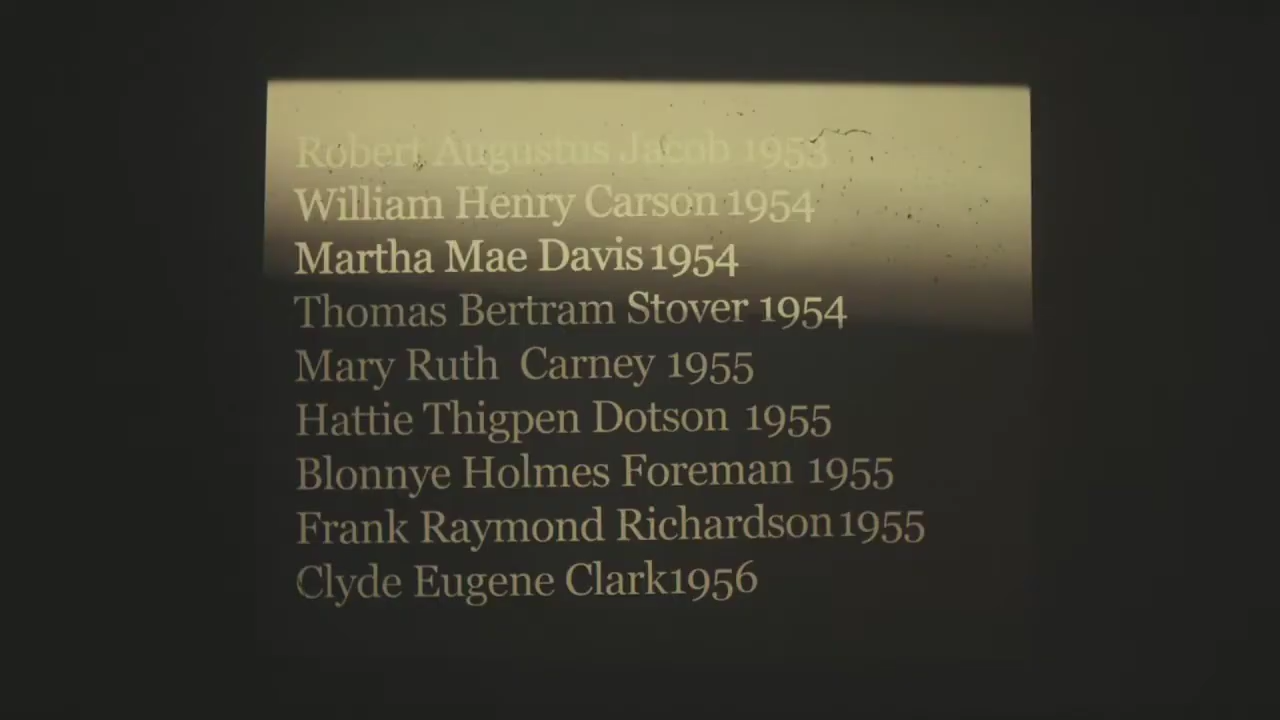 Robert Augustus Jacob 1953
William Henry Carson 1954
Martha Mae Davis 1954
Thomas Bertram Stover 1954
Mary Ruth Carney 1955
Hattie Thigpen Dotson 1955
Blonnye Holmes Foreman 1955
Frank Raymond Richardson 1955
Clyde Eugene Clark1956